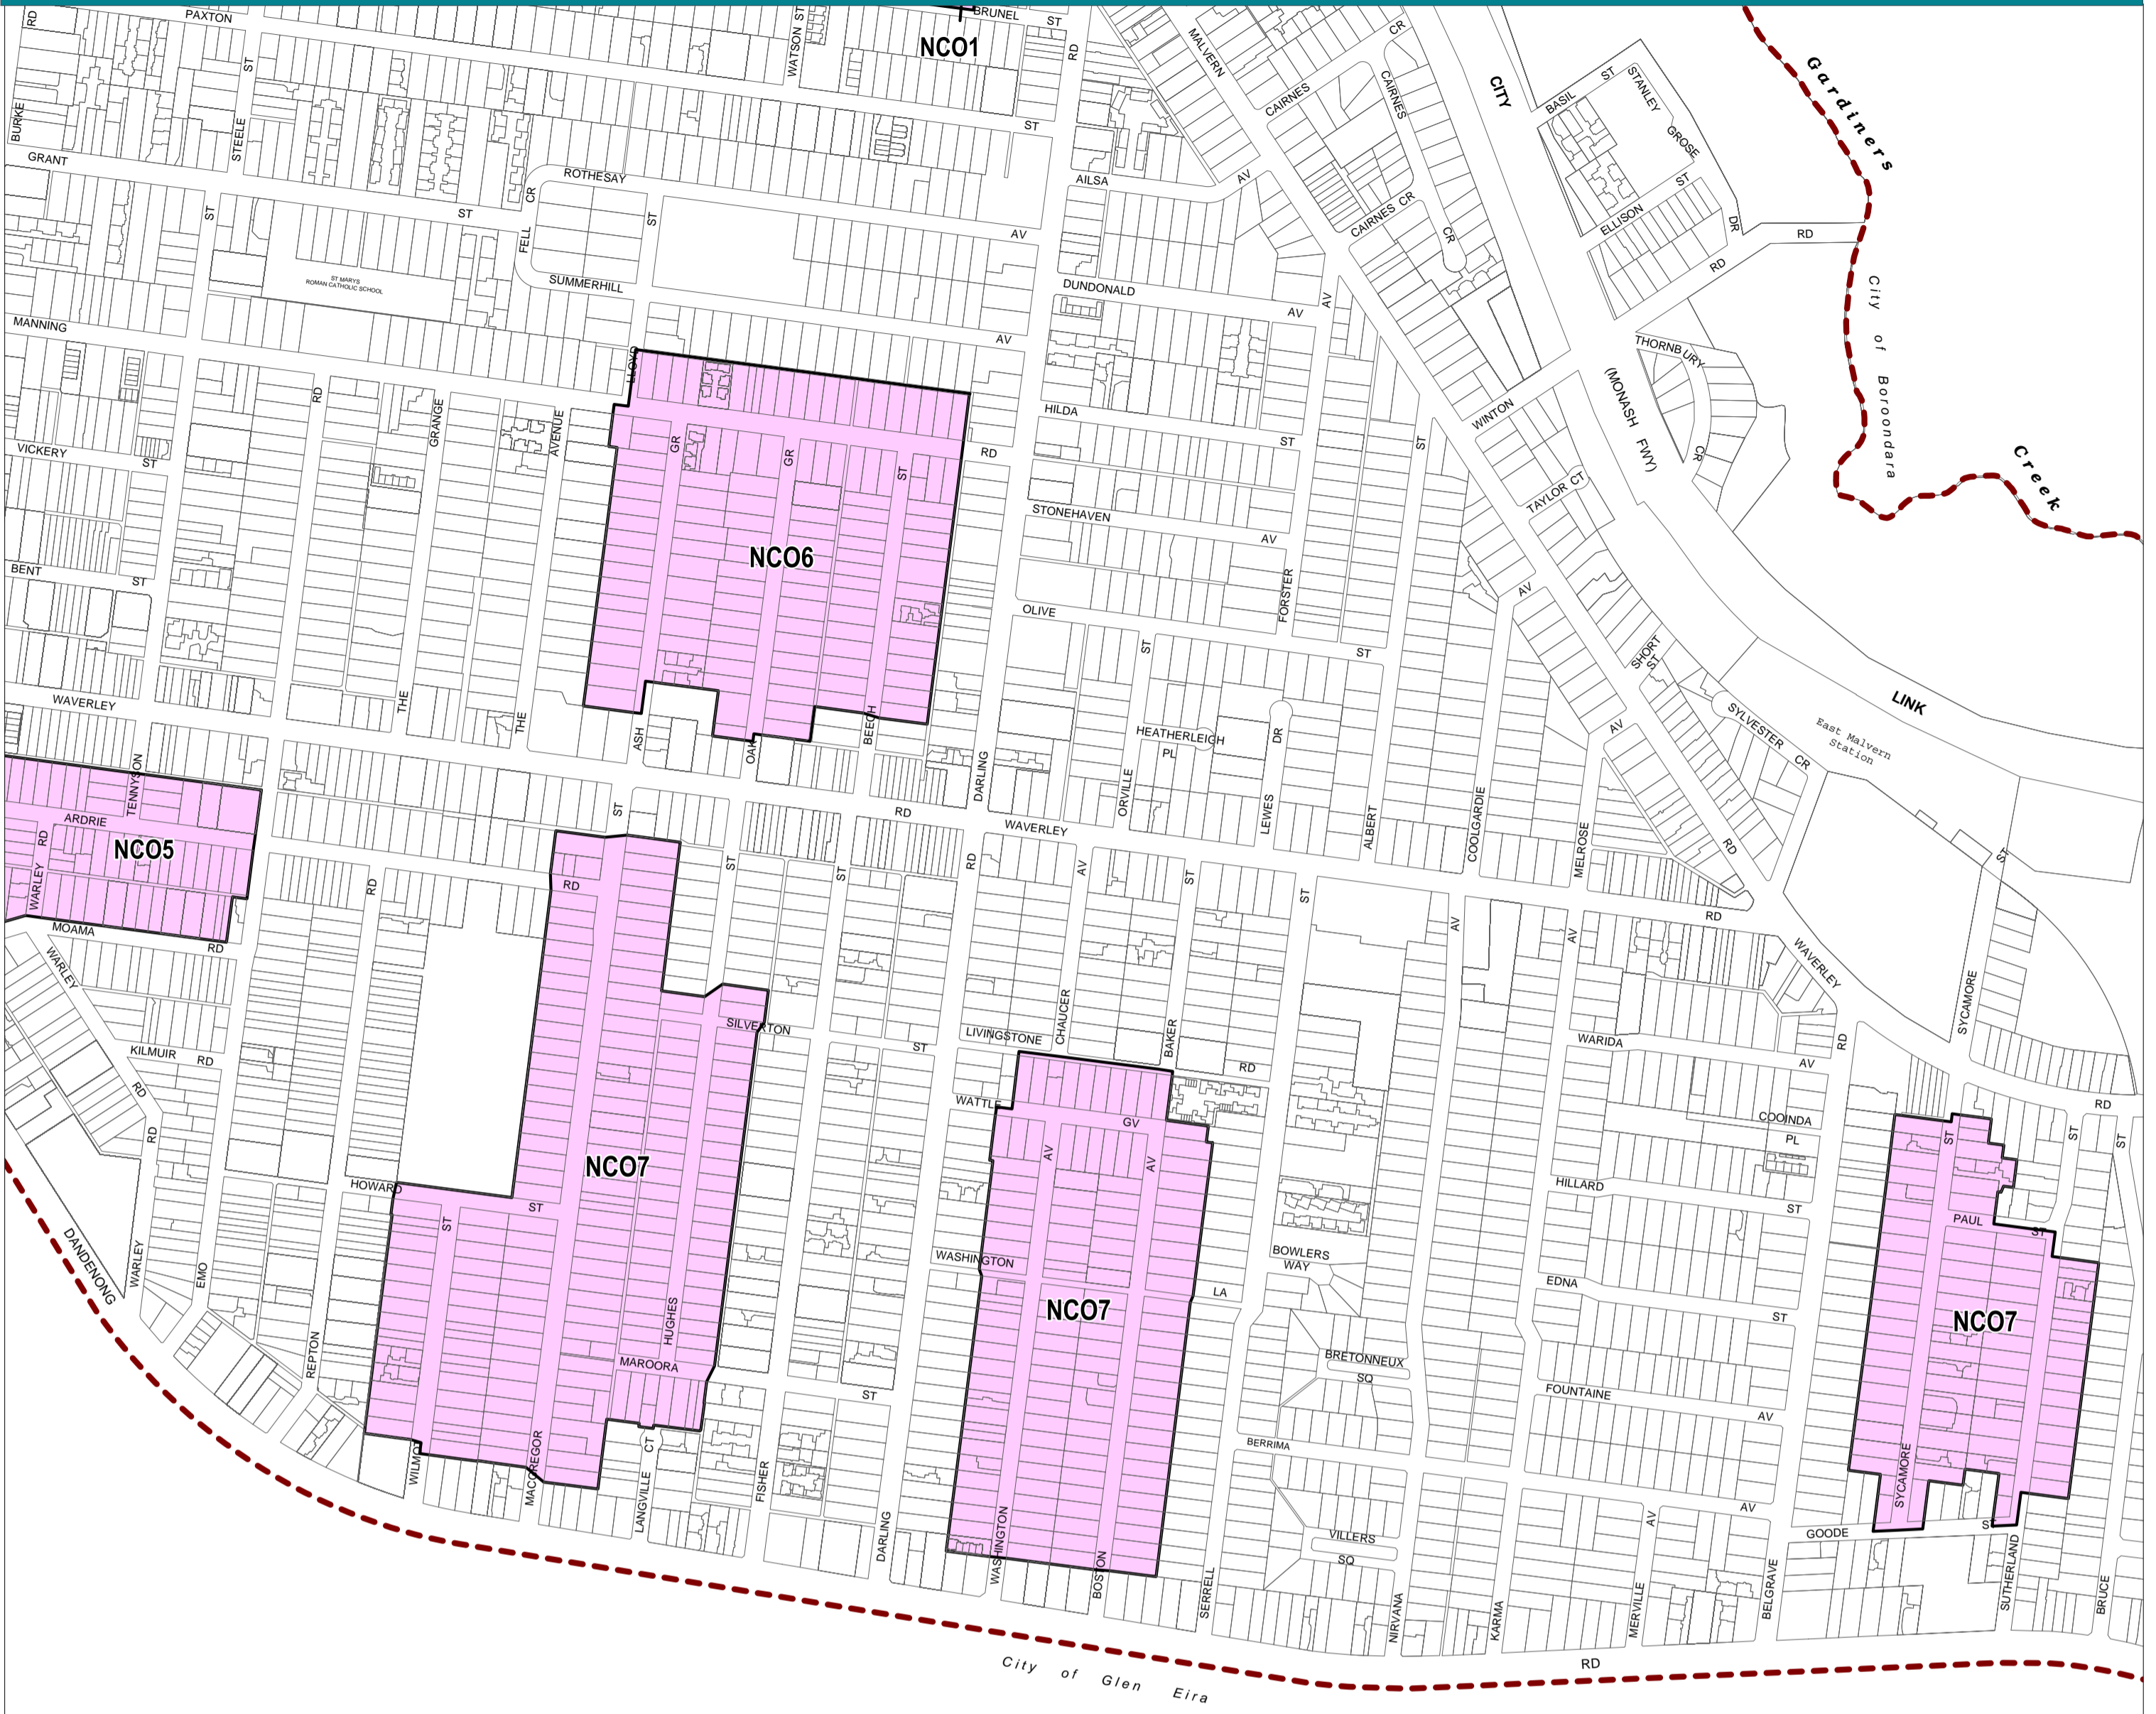 PAXTON
RD
BURKE
ST
STEELE
WATSON ST
BRUNEL
ST
NCO1
RD
MALVERN
CAIRNES
CR
CAIRNES
CITY
BASIL
ST
STANLEY
GROSE
Gardiners
GRANT
ST
ROTHESAY
CR
FELL
ST
ST
AV
ST
AILSA
AV
CAIRNES CR
CR
ELLISON
ST
DR
RD
RD
ST MARYS
ROMAN CATHOLIC SCHOOL
SUMMERHILL
AV
DUNDONALD
AV
AV
City of Boroondara
MANNING
RD
GRANGE
AVENUE
LLOYD
GR
GR
ST
RD
HILDA
ST
ST
WINTON
THORNBURY
CR
(MONASH FWY)
Creek
VICKERY
ST
NCO6
STONEHAVEN
AV
TAYLOR CT
BENT
ST
OLIVE
ST
FORSTER
AV
SHORT
ST
WAVERLEY
THE
THE
ASH
OAK
BEECH
DARLING
ST
HEATHERLEIGH
PL
DR
AV
SYLVESTER
CR
LINK
East Malvern
Station
TENNYSON
ARDRIE
RD
WARLEY
NCO5
ST
RD
WAVERLEY
ORVILLE
LEWES
ALBERT
COOLGARDIE
MELROSE
RD
ST
MOAMA
RD
RD
RD
ST
ST
RD
AV
ST
ST
AV
AV
RD
WAVERLEY
RD
SYCAMORE
WARLEY
RD
KILMUIR
RD
SILVERTON
ST
LIVINGSTONE
CHAUCER
BAKER
RD
WARIDA
AV
RD
RD
WATTLE
GV
COOINDA
PL
ST
ST
ST
NCO7
HOWARD
ST
ST
AV
AV
HILLARD
ST
PAUL
ST
DANDENONG
WARLEY
EMO
REPTON
WASHINGTON
LA
BOWLERS
WAY
EDNA
ST
NCO7
NCO7
HUGHES
MAROORA
ST
BRETONNEUX
SQ
FOUNTAINE
AV
WILMOT
MACGREGOR
LANGVILLE
CT
FISHER
DARLING
WASHINGTON
BOSTON
SERRELL
BERRIMA
AV
VILLERS
SQ
NIRVANA
KARMA
MERVILLE
AV
BELGRAVE
GOODE
ST
SYCAMORE
SUTHERLAND
BRUCE
RD
City of Glen Eira